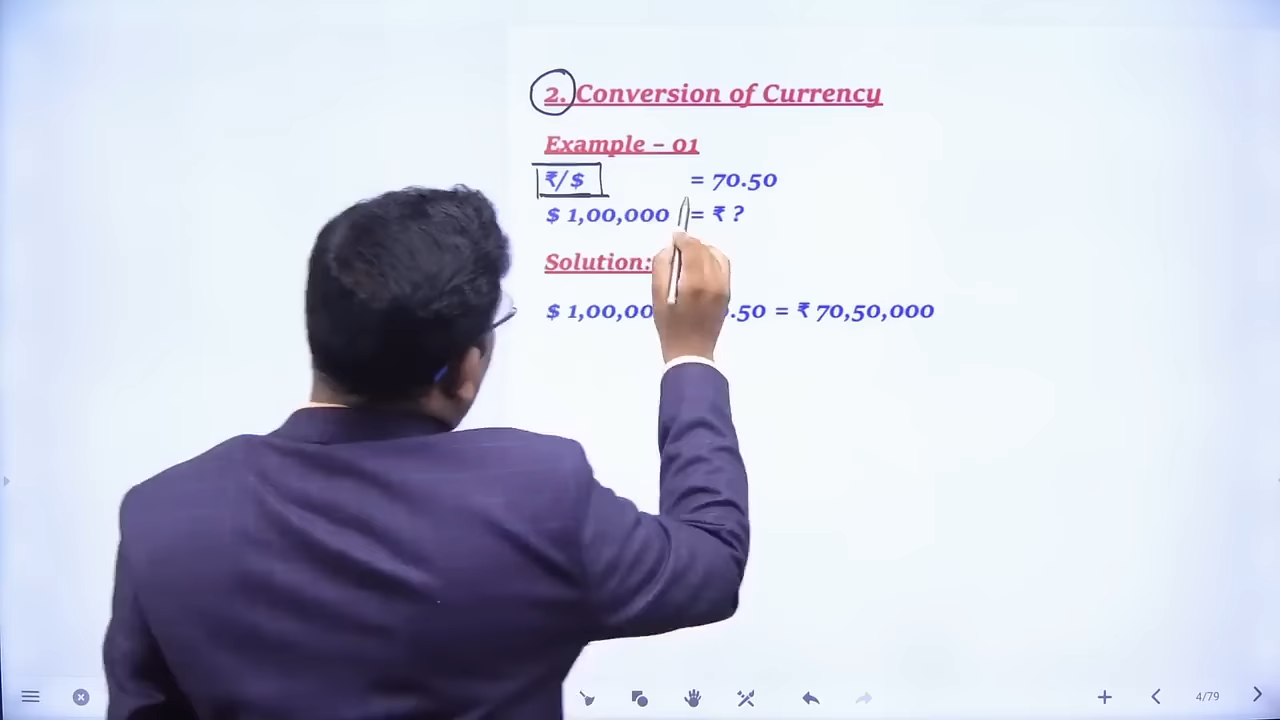 2. Conversion of Currency
Example – 01
₹/$ = 70.50
$ 1,00,000 = ₹ ?
Solution:
$ 1,00,00 .50 = ₹ 70,50,000
4/79